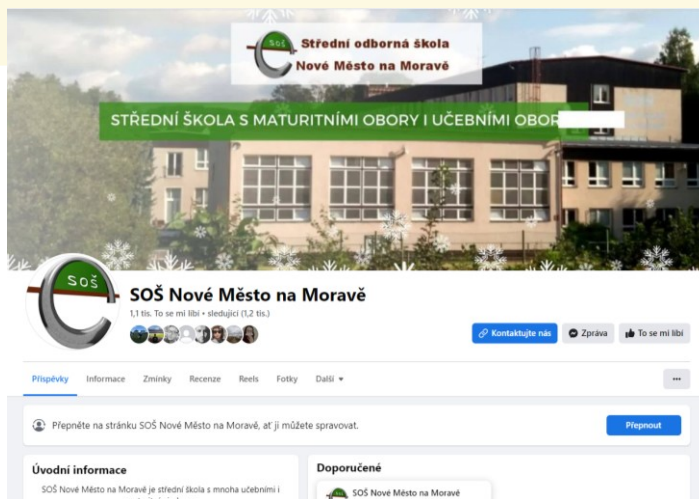 soš
Střední odborná škola
Nové Město na Moravě
STŘEDNÍ ŠKOLA S MATURITNÍMI OBORY I UČEBNÍMI OBOR
SOŠ
SOŠ Nové Město na Moravě
1,1 tis. To se mi líbí • sledující (1,2 tis.)
Kontaktujte nás
Zpráva
To se mi líbí
Příspěvky Informace Zmínky Recenze Reels Fotky Další
Přepněte na stránku SOŠ Nové Město na Moravě, ať ji můžete spravovat.
Přepnout
Úvodní informace
SOŠ Nové Město na Moravě je střední škola s mnoha učebními i
Doporučené
SOŠ Nové Město na Moravě